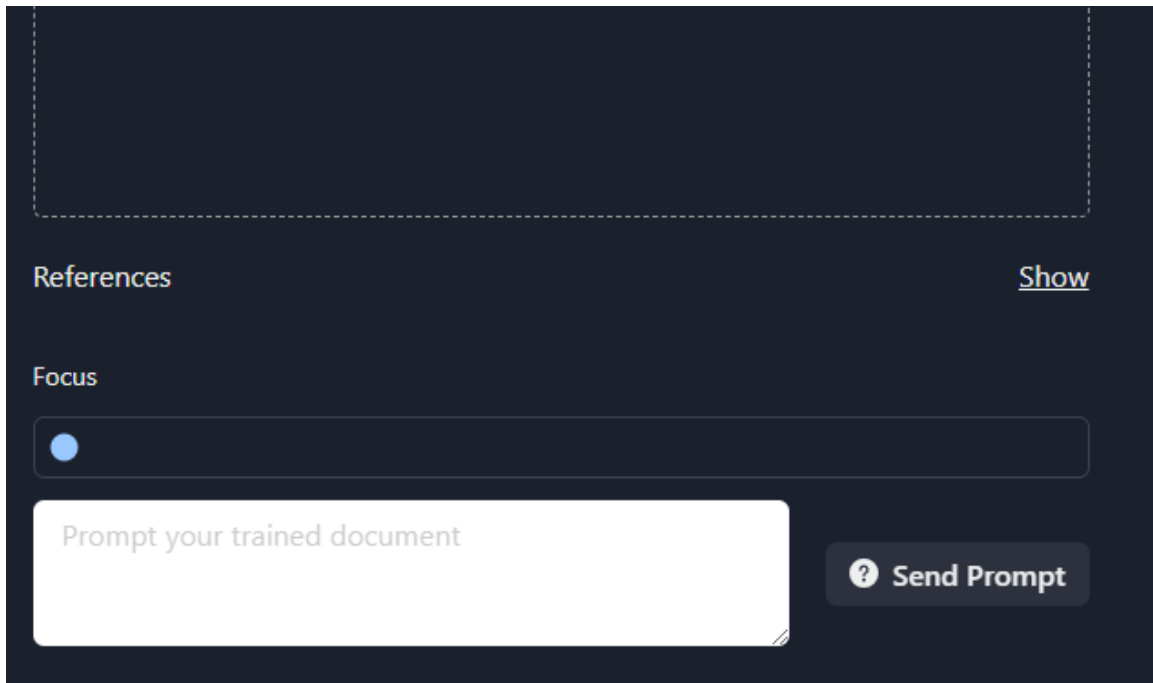 References
Show
Focus
Prompt your trained document
Send Prompt